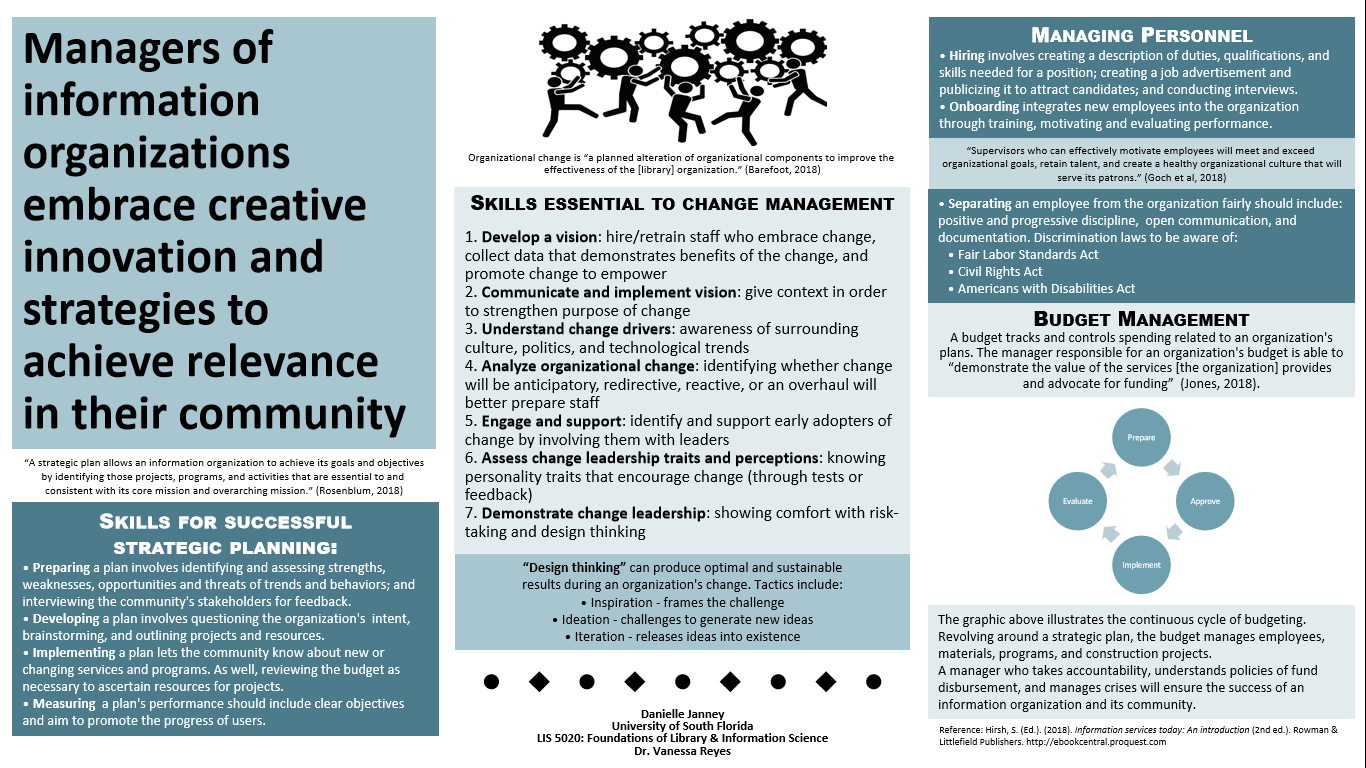 Managers of
information
organizations
embrace creative
innovation and
strategies to
achieve relevance
in their community
“A strategic plan allows an information organization to achieve its goals and objectives
by identifying those projects, programs, and activities that are essential to and
consistent with its core mission and overarching mission.” (Rosenblum, 2018)
Skills for successful
strategic planning:
• Preparing a plan involves identifying and assessing strengths,
weaknesses, opportunities and threats of trends and behaviors; and
interviewing the community's stakeholders for feedback.
• Developing a plan involves questioning the organization's intent,
brainstorming, and outlining projects and resources.
• Implementing a plan lets the community know about new or
changing services and programs. As well, reviewing the budget as
necessary to ascertain resources for projects.
• Measuring a plan's performance should include clear objectives
and aim to promote the progress of users.
Organizational change is “a planned alteration of organizational components to improve the
effectiveness of the [library] organization.” (Barefoot, 2018)
Skills essential to change management
1. Develop a vision: hire/retrain staff who embrace change,
collect data that demonstrates benefits of the change, and
promote change to empower
2. Communicate and implement vision: give context in order
to strengthen purpose of change
3. Understand change drivers: awareness of surrounding
culture, politics, and technological trends
4. Analyze organizational change: identifying whether change
will be anticipatory, redirective, reactive, or an overhaul will
better prepare staff
5. Engage and support: identify and support early adopters of
change by involving them with leaders
6. Assess change leadership traits and perceptions: knowing
personality traits that encourage change (through tests or
feedback)
7. Demonstrate change leadership: showing comfort with risk-
taking and design thinking
“Design thinking” can produce optimal and sustainable
results during an organization's change. Tactics include:
• Inspiration - frames the challenge
• Ideation - challenges to generate new ideas
• Iteration - releases ideas into existence
Danielle Janney
University of South Florida
LIS 5020: Foundations of Library & Information Science
Dr. Vanessa Reyes
Managing Personnel
• Hiring involves creating a description of duties, qualifications, and
skills needed for a position; creating a job advertisement and
publicizing it to attract candidates; and conducting interviews.
• Onboarding integrates new employees into the organization
through training, motivating and evaluating performance.
“Supervisors who can effectively motivate employees will meet and exceed
organizational goals, retain talent, and create a healthy organizational culture that will
serve its patrons.” (Goch et al, 2018)
• Separating an employee from the organization fairly should include:
positive and progressive discipline, open communication, and
documentation. Discrimination laws to be aware of:
• Fair Labor Standards Act
• Civil Rights Act
• Americans with Disabilities Act
Budget Management
A budget tracks and controls spending related to an organization's
plans. The manager responsible for an organization's budget is able to
“demonstrate the value of the services [the organization] provides
and advocate for funding” (Jones, 2018).
Prepare
Evaluate
Approve
Implement
The graphic above illustrates the continuous cycle of budgeting.
Revolving around a strategic plan, the budget manages employees,
materials, programs, and construction projects.
A manager who takes accountability, understands policies of fund
disbursement, and manages crises will ensure the success of an
information organization and its community.
Reference: Hirsh, S. (Ed.). (2018). Information services today: An introduction (2nd ed.). Rowman &
Littlefield Publishers. http://ebookcentral.proquest.com